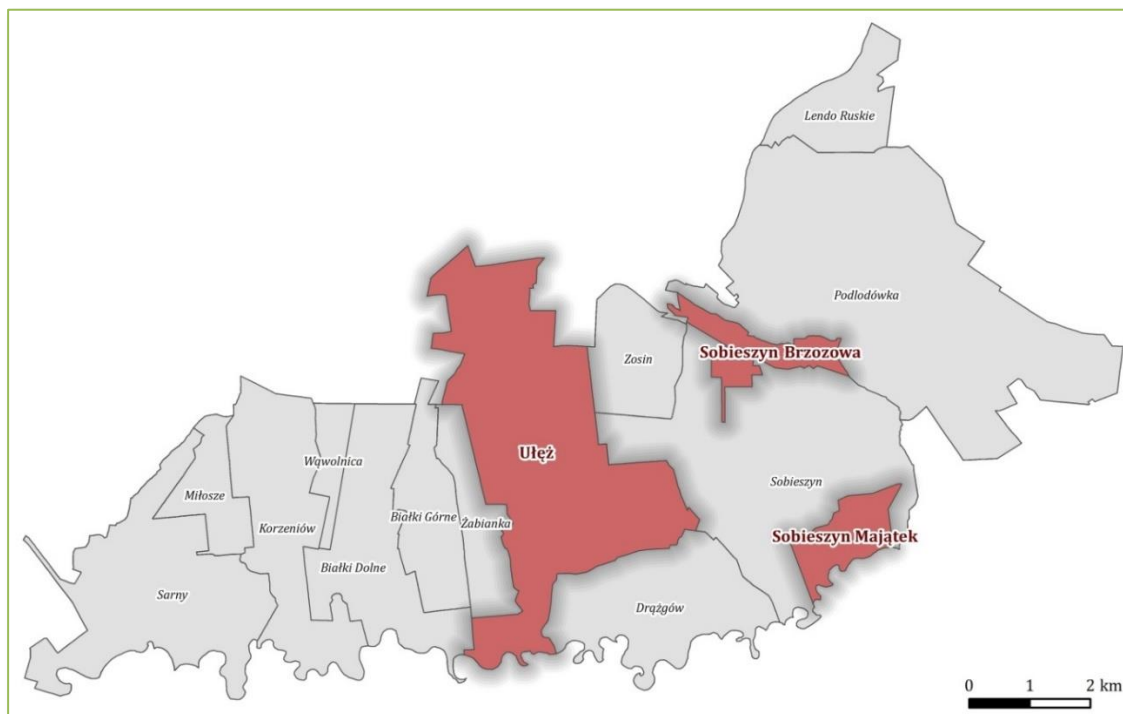 Lendo Ruskie
Podlodówka
Sobieszyn Brzozowa
Zosin
Ułęż
Wąwolnica
Sobieszyn
Miłosze
Białki Górne
Żabianka
Korzeniów
Sobieszyn Majątek
Białki Dolne
Sarny
Drążgów
0 1 2 km